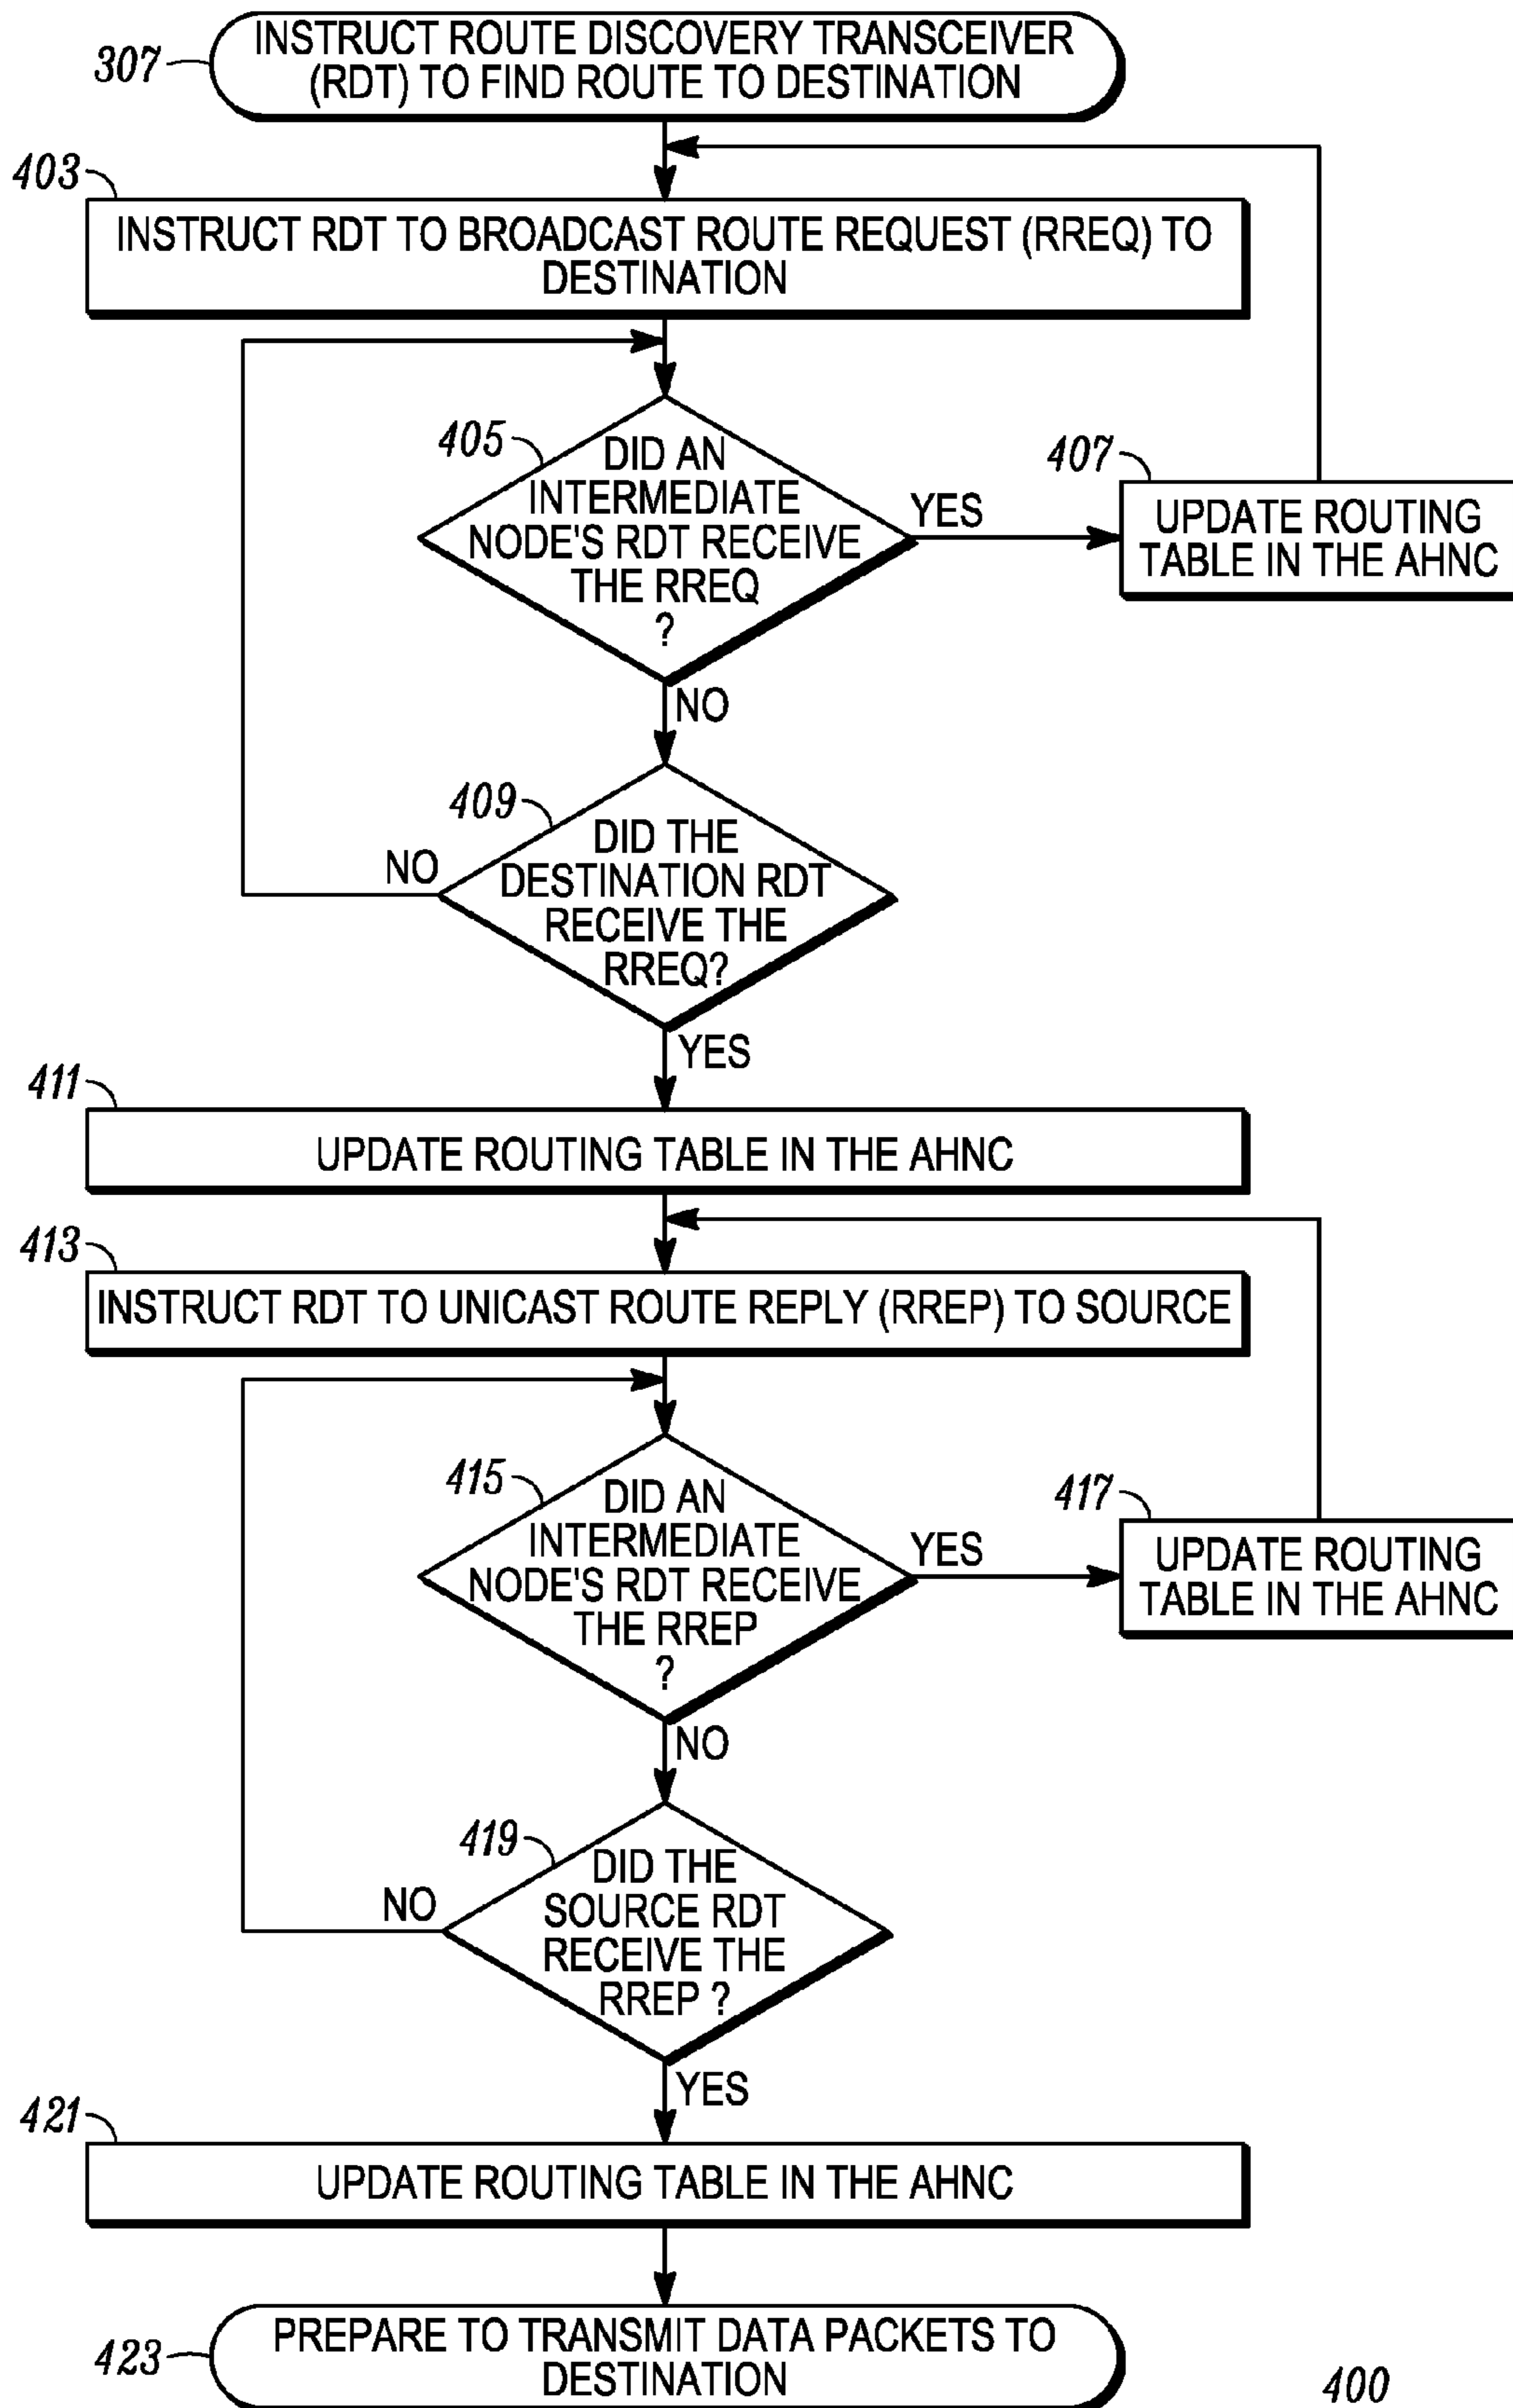 307
INSTRUCT ROUTE DISCOVERY TRANSCEIVER
(RDT) TO FIND ROUTE TO DESTINATION
403
INSTRUCT RDT TO BROADCAST ROUTE REQUEST (RREQ) TO
DESTINATION
405
DID AN
INTERMEDIATE
NODE'S RDT RECEIVE
THE RREQ
?
YES
407
UPDATE ROUTING
TABLE IN THE AHNC
NO
409
DID THE
DESTINATION RDT
RECEIVE THE
RREQ?
NO
YES
411
UPDATE ROUTING TABLE IN THE AHNC
413
INSTRUCT RDT TO UNICAST ROUTE REPLY (RREP) TO SOURCE
415
DID AN
INTERMEDIATE
NODE'S RDT RECEIVE
THE RREP
?
YES
417
UPDATE ROUTING
TABLE IN THE AHNC
NO
419
DID THE
SOURCE RDT
RECEIVE THE
RREP ?
NO
YES
421
UPDATE ROUTING TABLE IN THE AHNC
423
PREPARE TO TRANSMIT DATA PACKETS TO
DESTINATION
400